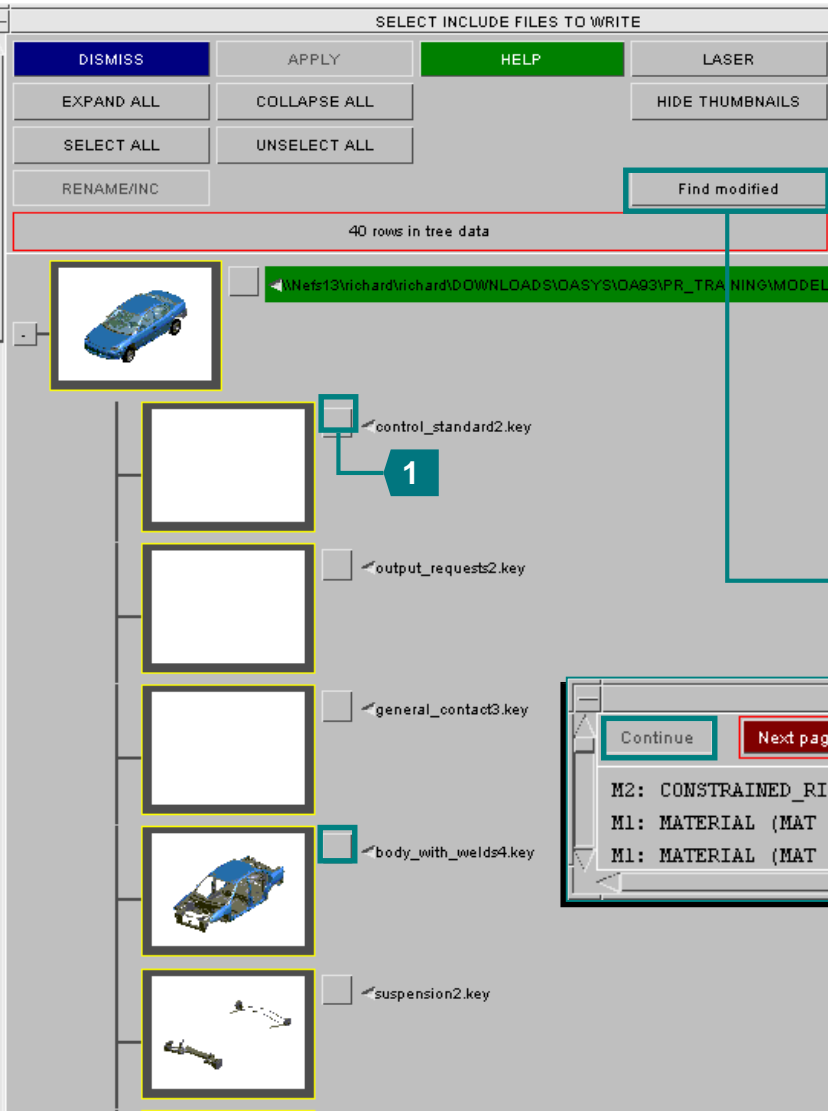 SELECT INCLUDE FILES TO WRITE
DISMISS APPLY HELP LASER
EXPAND ALL COLLAPSE ALL HIDE THUMBNAILS
SELECT ALL UNSELECT ALL
RENAME/INC Find modified
40 rows in tree data
\\Nefs13\richard\richard\DOWNLOADS\OASYS\OA93\PR_TRAINING\MODEL
control_standard2.key
1
output_requests2.key
general_contact3.key
Continue Next pag
M2: CONSTRAINED_RI
M1: MATERIAL (MAT
M1: MATERIAL (MAT
body_with_welds4.key
suspension2.key
-